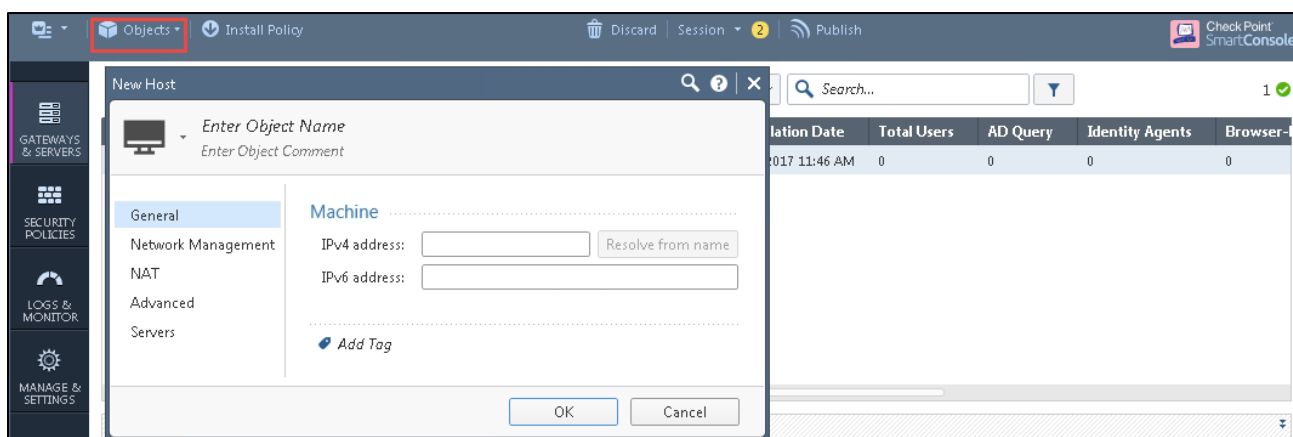 Objects Install Policy Discard Session 2 Publish Check Point SmartConsole
New Host
Search...
1
GATEWAYS & SERVERS
Enter Object Name
Enter Object Comment
lation Date Total Users AD Query Identity Agents Browser-
2017 11:46 AM 0 0 0 0
SECURITY POLICIES
LOGS & MONITOR
MANAGE & SETTINGS
General
Network Management
NAT
Advanced
Servers
Machine
IPv4 address: Resolve from name
IPv6 address:
Add Tag
OK Cancel